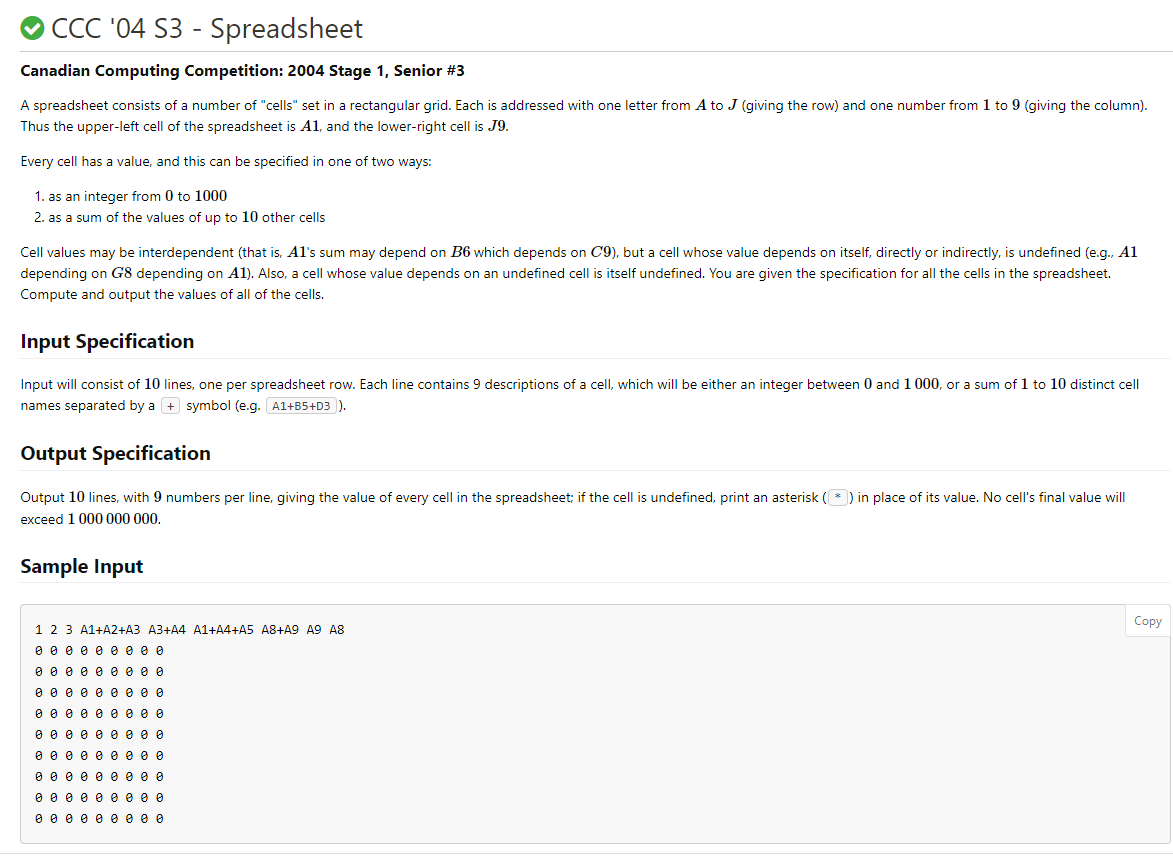 CCC '04 S3 - Spreadsheet
Canadian Computing Competition: 2004 Stage 1, Senior #3
A spreadsheet consists of a number of "cells" set in a rectangular grid. Each is addressed with one letter from A to J (giving the row) and one number from 1 to 9 (giving the column).
Thus the upper-left cell of the spreadsheet is A1, and the lower-right cell is J9.
Every cell has a value, and this can be specified in one of two ways:
1. as an integer from 0 to 1000
2. as a sum of the values of up to 10 other cells
Cell values may be interdependent (that is, A1's sum may depend on B6 which depends on C9), but a cell whose value depends on itself, directly or indirectly, is undefined (e.g., A1
depending on G8 depending on A1). Also, a cell whose value depends on an undefined cell is itself undefined. You are given the specification for all the cells in the spreadsheet.
Compute and output the values of all of the cells.
Input Specification
Input will consist of 10 lines, one per spreadsheet row. Each line contains 9 descriptions of a cell, which will be either an integer between 0 and 1 000, or a sum of 1 to 10 distinct cell
names separated by a + symbol (e.g. A1+B5+D3 ).
Output Specification
Output 10 lines, with 9 numbers per line, giving the value of every cell in the spreadsheet; if the cell is undefined, print an asterisk ( * ) in place of its value. No cell's final value will
exceed 1 000 000 000.
Sample Input
Copy
1 2 3 A1+A2+A3 A3+A4 A1+A4+A5 A8+A9 A9 A8
0 0 0 0 0 0 0 0 0
0 0 0 0 0 0 0 0 0
0 0 0 0 0 0 0 0 0
0 0 0 0 0 0 0 0 0
0 0 0 0 0 0 0 0 0
0 0 0 0 0 0 0 0 0
0 0 0 0 0 0 0 0 0
0 0 0 0 0 0 0 0 0
0 0 0 0 0 0 0 0 0